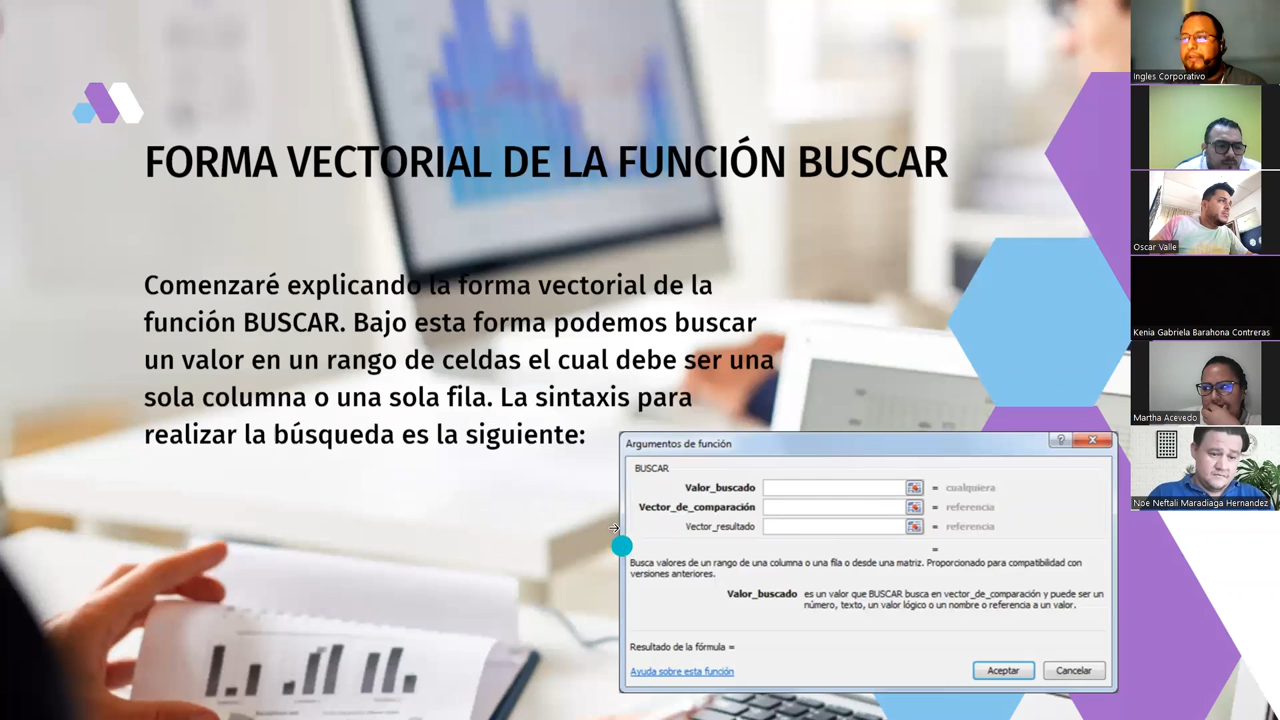 FORMA VECTORIAL DE LA FUNCIÓN BUSCAR
Comenzaré explicando la forma vectorial de la
función BUSCAR. Bajo esta forma podemos buscar
un valor en un rango de celdas el cual debe ser una
sola columna o una sola fila. La sintaxis para
realizar la búsqueda es la siguiente:
Argumentos de función
?
BUSCAR
Valor_buscado = cualquiera
Vector_de_comparación = referencia
Vector_resultado = referencia
=
Busca valores de un rango de una columna o una fila o desde una matriz. Proporcionado para compatibilidad con
versiones anteriores.
Valor_buscado es un valor que BUSCAR busca en vector_de_comparación y puede ser un
número, texto, un valor lógico o un nombre o referencia a un valor.
Resultado de la fórmula =
Ayuda sobre esta función
Aceptar Cancelar
Ingles Corporativo
Oscar Valle
Kenia Gabriela Barahona Contreras
Martha Acevedo
Noe Neftali Maradiaga Hernandez